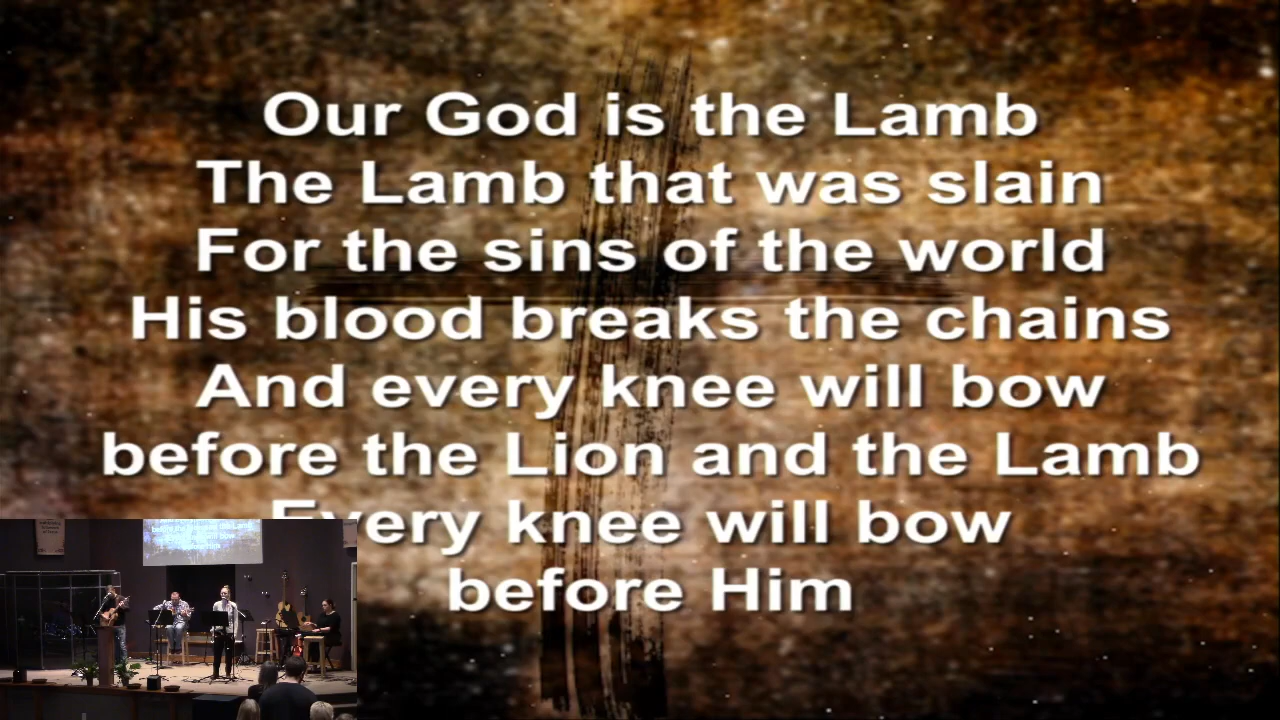 Our God is the Lamb
The Lamb that was slain
For the sins of the world
His blood breaks the chains
And every knee will bow
before the Lion and the Lamb
Every knee will bow
before Him